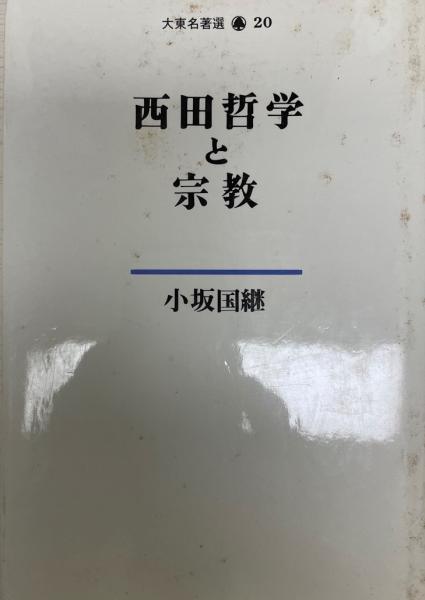 大東名著選 20
西田哲学
と
宗教
小坂国継